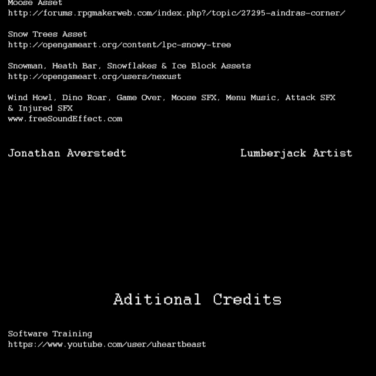 Moose Asset
http://forums.rpgmakerweb.com/index.php?/topic/27295-aindras-corner/
Snow Trees Asset
http://opengameart.org/content/lpc-snowy-tree
Snowman, Heath Bar, Snowflakes & Ice Block Assets
http://opengameart.org/users/nexust
Wind Howl, Dino Roar, Game Over, Moose SFX, Menu Music, Attack SFX
& Injured SFX
www.freeSoundEffect.com
Jonathan Averstedt Lumberjack Artist
Aditional Credits
Software Training
https://www.youtube.com/user/uheartbeast